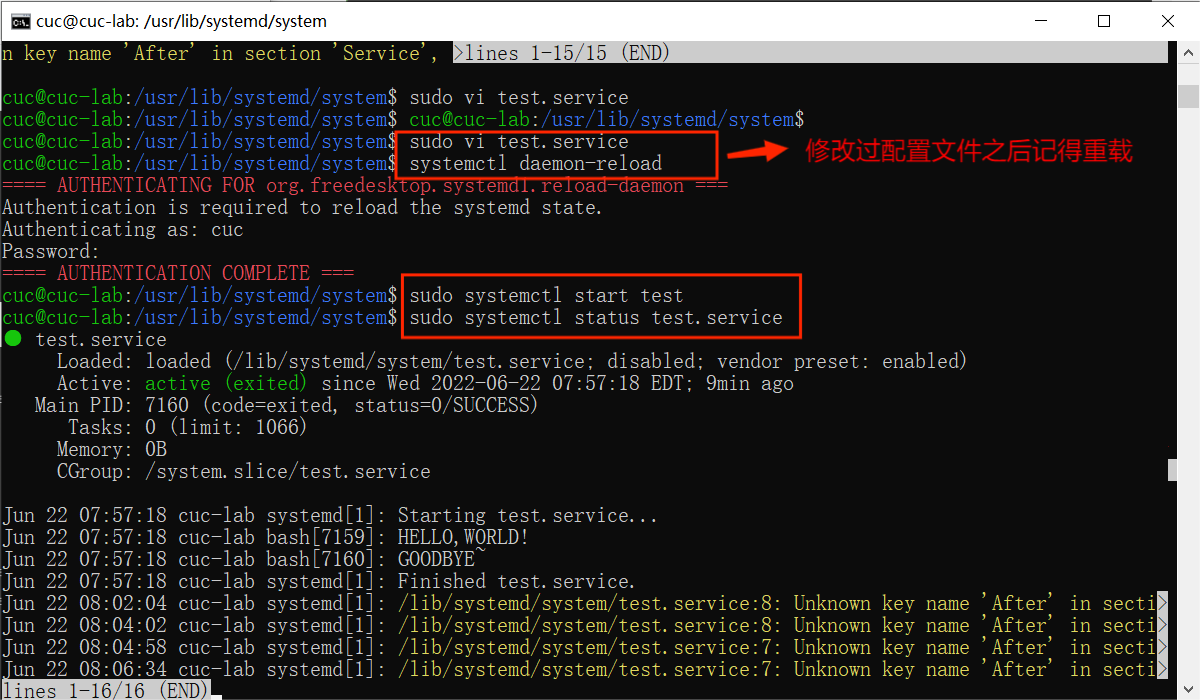 cuc@cuc-lab: /usr/lib/systemd/system
n key name 'After' in section 'Service', >lines 1-15/15 (END)
cuc@cuc-lab:/usr/lib/systemd/system$ sudo vi test.service
cuc@cuc-lab:/usr/lib/systemd/system$ cuc@cuc-lab:/usr/lib/systemd/system$
cuc@cuc-lab:/usr/lib/systemd/system$ sudo vi test.service
修改过配置文件之后记得重载
cuc@cuc-lab:/usr/lib/systemd/system$ systemctl daemon-reload
==== AUTHENTICATING FOR org.freedesktop.systemd1.reload-daemon ===
Authentication is required to reload the systemd state.
Authenticating as: cuc
Password:
==== AUTHENTICATION COMPLETE ===
cuc@cuc-lab:/usr/lib/systemd/system$ sudo systemctl start test
cuc@cuc-lab:/usr/lib/systemd/system$ sudo systemctl status test.service
● test.service
Loaded: loaded (/lib/systemd/system/test.service; disabled; vendor preset: enabled)
Active: active (exited) since Wed 2022-06-22 07:57:18 EDT; 9min ago
Main PID: 7160 (code=exited, status=0/SUCCESS)
Tasks: 0 (limit: 1066)
Memory: 0B
CGroup: /system.slice/test.service
Jun 22 07:57:18 cuc-lab systemd[1]: Starting test.service...
Jun 22 07:57:18 cuc-lab bash[7159]: HELLO,WORLD!
Jun 22 07:57:18 cuc-lab bash[7160]: GOODBYE~
Jun 22 07:57:18 cuc-lab systemd[1]: Finished test.service.
Jun 22 08:02:04 cuc-lab systemd[1]: /lib/systemd/system/test.service:8: Unknown key name 'After' in secti>
Jun 22 08:04:02 cuc-lab systemd[1]: /lib/systemd/system/test.service:8: Unknown key name 'After' in secti>
Jun 22 08:04:58 cuc-lab systemd[1]: /lib/systemd/system/test.service:7: Unknown key name 'After' in secti>
Jun 22 08:06:34 cuc-lab systemd[1]: /lib/systemd/system/test.service:7: Unknown key name 'After' in secti>
lines 1-16/16 (END)